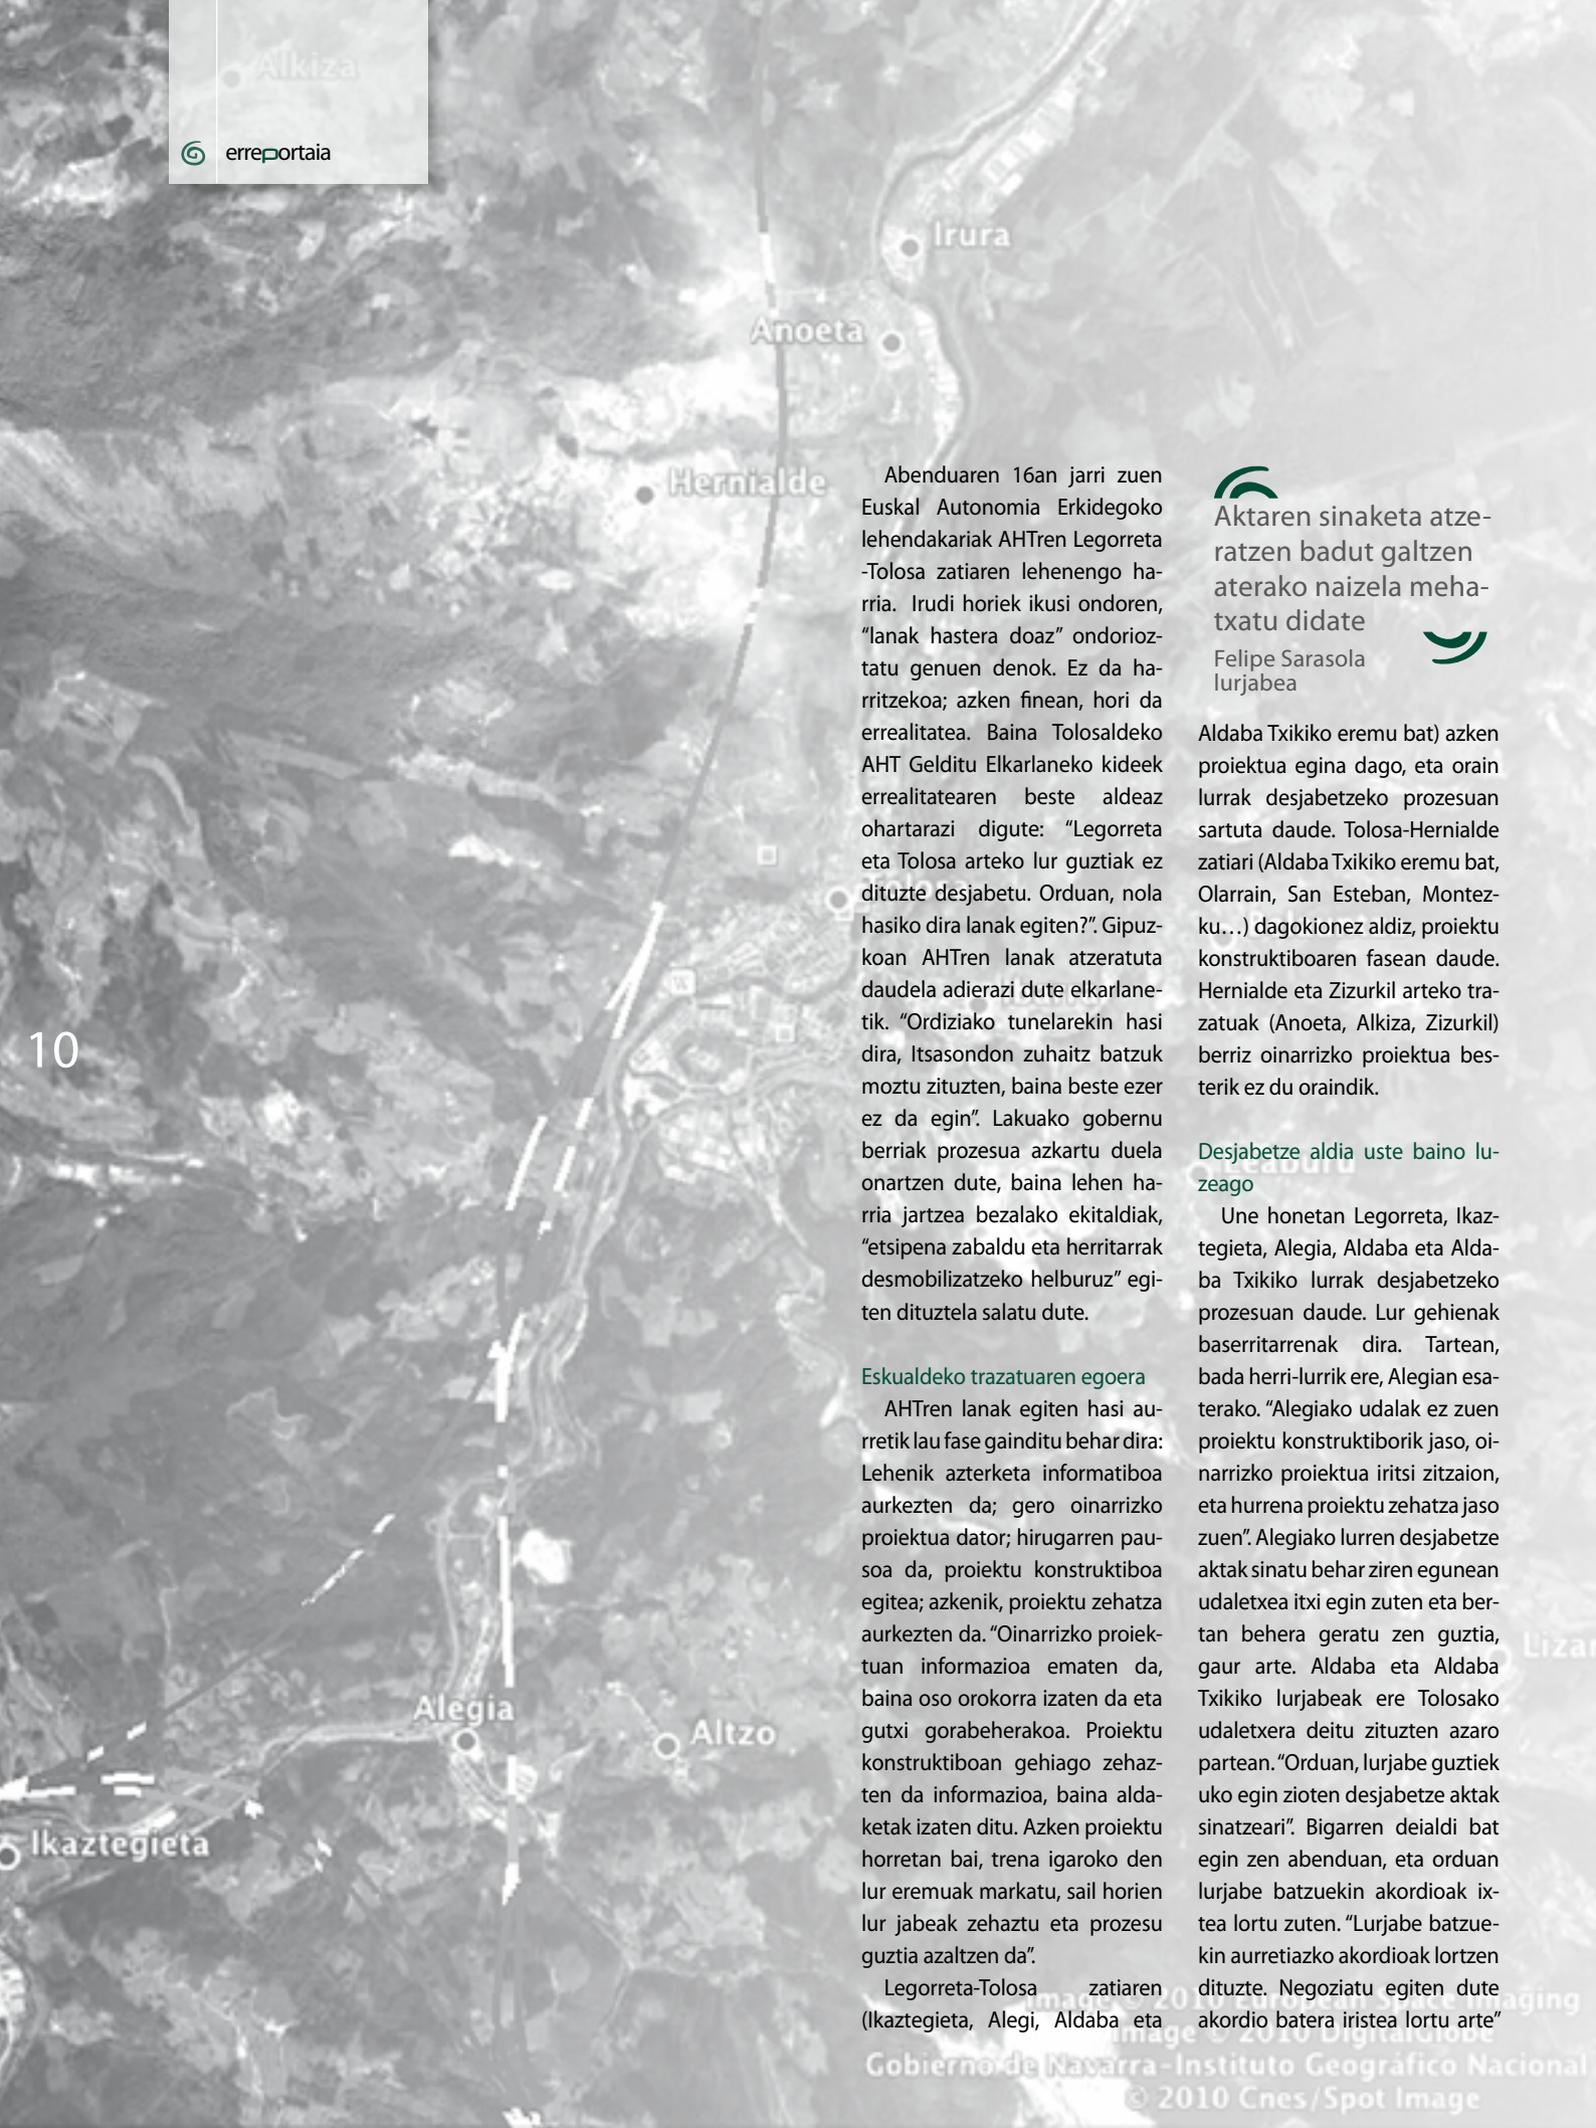 Alkiza
erreportaia
Irura
Anoeta
Hernialde
10
Alegia
Altzo
Ikaztegieta
Abenduaren 16an jarri zuen
Euskal Autonomia Erkidegoko
lehendakariak AHTren Legorreta
-Tolosa zatiaren lehenengo ha-
rria. Irudi horiek ikusi ondoren,
“lanak hastera doaz” ondorioz-
tatu genuen denok. Ez da ha-
rritzekoa; azken finean, hori da
errealitatea. Baina Tolosaldeko
AHT Gelditu Elkarlaneko kideek
errealitatearen beste aldeaz
ohartarazi digute: “Legorreta
eta Tolosa arteko lur guztiak ez
dituzte desjabetu. Orduan, nola
hasiko dira lanak egiten?”. Gipuz-
koan AHTren lanak atzeratuta
daudela adierazi dute elkarlane-
tik. “Ordiziako tunelarekin hasi
dira, Itsasondon zuhaitz batzuk
moztu zituzten, baina beste ezer
ez da egin”. Lakuako gobernu
berriak prozesua azkartu duela
onartzen dute, baina lehen ha-
rria jartzea bezalako ekitaldiak,
“etsipena zabaldu eta herritarrak
desmobilizatzeko helburuz” egi-
ten dituztela salatu dute.
Eskualdeko trazatuaren egoera
AHTren lanak egiten hasi au-
rretik lau fase gainditu behar dira:
Lehenik azterketa informatiboa
aurkezten da; gero oinarrizko
proiektua dator; hirugarren pau-
soa da, proiektu konstruktiboa
egitea; azkenik, proiektu zehatza
aurkezten da. “Oinarrizko proiek-
tuan informazioa ematen da,
baina oso orokorra izaten da eta
gutxi gorabeherakoa. Proiektu
konstruktiboan gehiago zehaz-
ten da informazioa, baina alda-
ketak izaten ditu. Azken proiektu
horretan bai, trena igaroko den
lur eremuak markatu, sail horien
lur jabeak zehaztu eta prozesu
guztia azaltzen da”.
Legorreta-Tolosa zatiaren
(Ikaztegieta, Alegi, Aldaba eta
Aktaren sinaketa atze-
ratzen badut galtzen
aterako naizela meha-
txatu didate
Felipe Sarasola
lurjabea
Aldaba Txikiko eremu bat) azken
proiektua egina dago, eta orain
lurrak desjabetzeko prozesuan
sartuta daude. Tolosa-Hernialde
zatiari (Aldaba Txikiko eremu bat,
Olarrain, San Esteban, Montez-
ku…) dagokionez aldiz, proiektu
konstruktiboaren fasean daude.
Hernialde eta Zizurkil arteko tra-
zatuak (Anoeta, Alkiza, Zizurkil)
berriz oinarrizko proiektua bes-
terik ez du oraindik.
Desjabetze aldia uste baino lu-
zeago
Leaburu
Une honetan Legorreta, Ikaz-
tegieta, Alegia, Aldaba eta Alda-
ba Txikiko lurrak desjabetzeko
prozesuan daude. Lur gehienak
baserritarrenak dira. Tartean,
bada herri-lurrik ere, Alegian esa-
terako. “Alegiako udalak ez zuen
proiektu konstruktiborik jaso, oi-
narrizko proiektua iritsi zitzaion,
eta hurrena proiektu zehatza jaso
zuen”. Alegiako lurren desjabetze
aktak sinatu behar ziren egunean
udaletxea itxi egin zuten eta ber-
tan behera geratu zen guztia,
gaur arte. Aldaba eta Aldaba
Txikiko lurjabeak ere Tolosako
udaletxera deitu zituzten azaro
partean. “Orduan, lurjabe guztiek
uko egin zioten desjabetze aktak
sinatzeari”. Bigarren deialdi bat
egin zen abenduan, eta orduan
lurjabe batzuekin akordioak ix-
tea lortu zuten. “Lurjabe batzue-
kin aurretiazko akordioak lortzen
dituzte. Negoziatu egiten dute
akordio batera iristea lortu arte”
Lizar
Image © 2010 European Space Imaging
Image © 2010 DigitalGlobe
Gobierno de Navarra-Instituto Geográfico Nacional
© 2010 Cnes/Spot Image